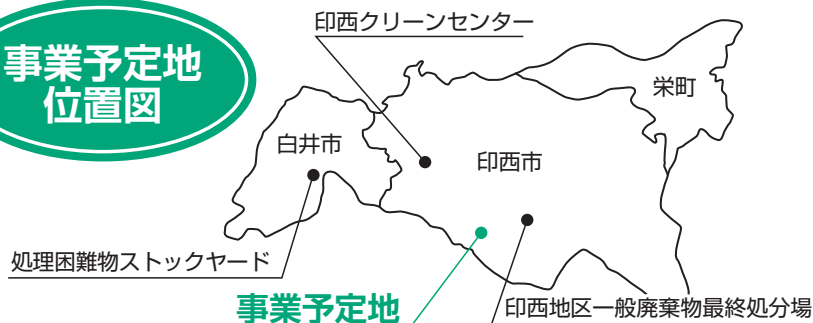 事業予定地
位置図
印西クリーンセンター
栄町
白井市
印西市
処理困難物ストックヤード
事業予定地
印西地区一般廃棄物最終処分場